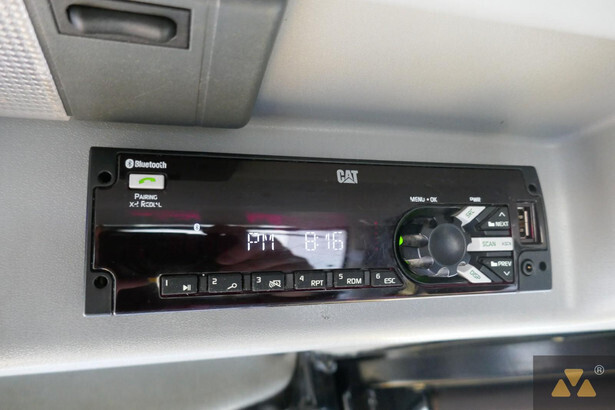 Bluetooth
CAT
PAIRING
MENU • OK
SRC
NEXT
SCAN
PREV
PM 8:16
1
2
3
4 RPT
5 RDM
6 ESC
®